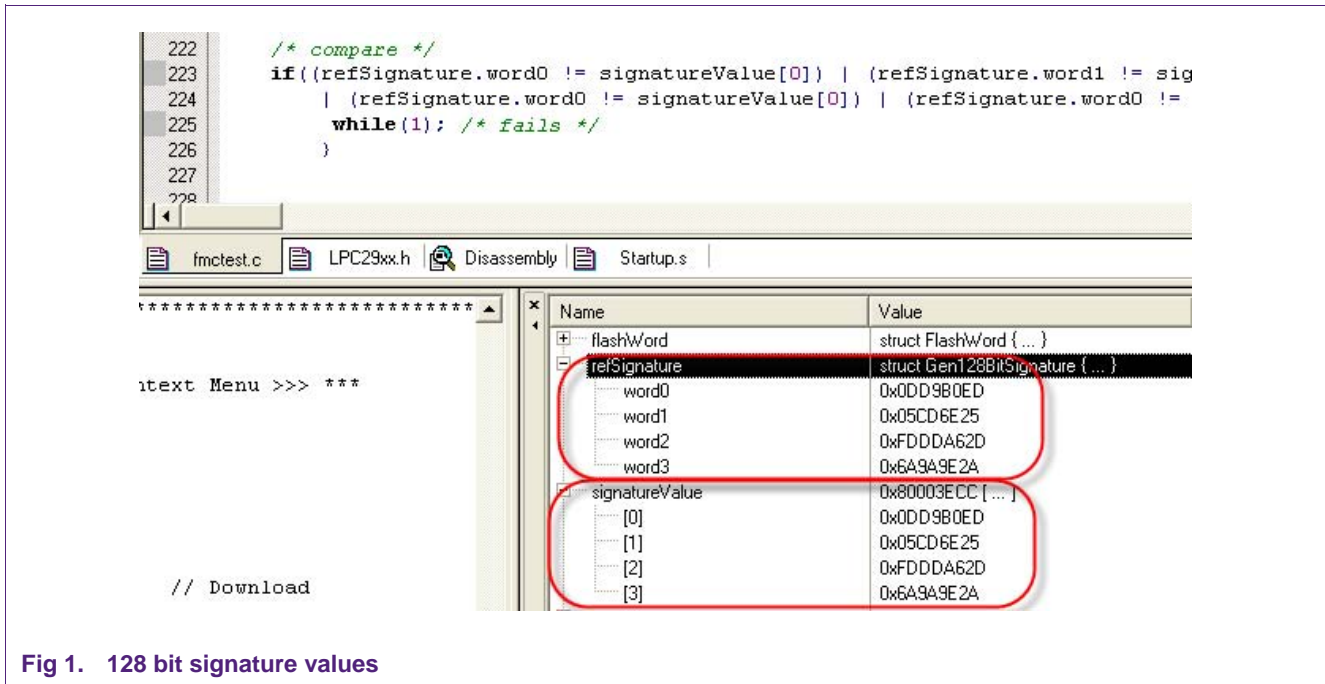 222 /* compare */
223 if((refSignature.word0 != signatureValue[0]) | (refSignature.word1 != sig
224 | (refSignature.word0 != signatureValue[0]) | (refSignature.word0 !=
225 while(1); /* fails */
226 }
227
228
fmctest.c LPC29xx.h Disassembly Startup.s
***************************
ntext Menu >>> ***
// Download
Name Value
flashWord struct FlashWord { ... }
refSignature struct Gen128BitSignature { ... }
word0 0x0DD9B0ED
word1 0x05CD6E25
word2 0xFDDDA62D
word3 0x6A9A9E2A
signatureValue 0x80003ECC [ ... ]
[0] 0x0DD9B0ED
[1] 0x05CD6E25
[2] 0xFDDDA62D
[3] 0x6A9A9E2A
Fig 1. 128 bit signature values